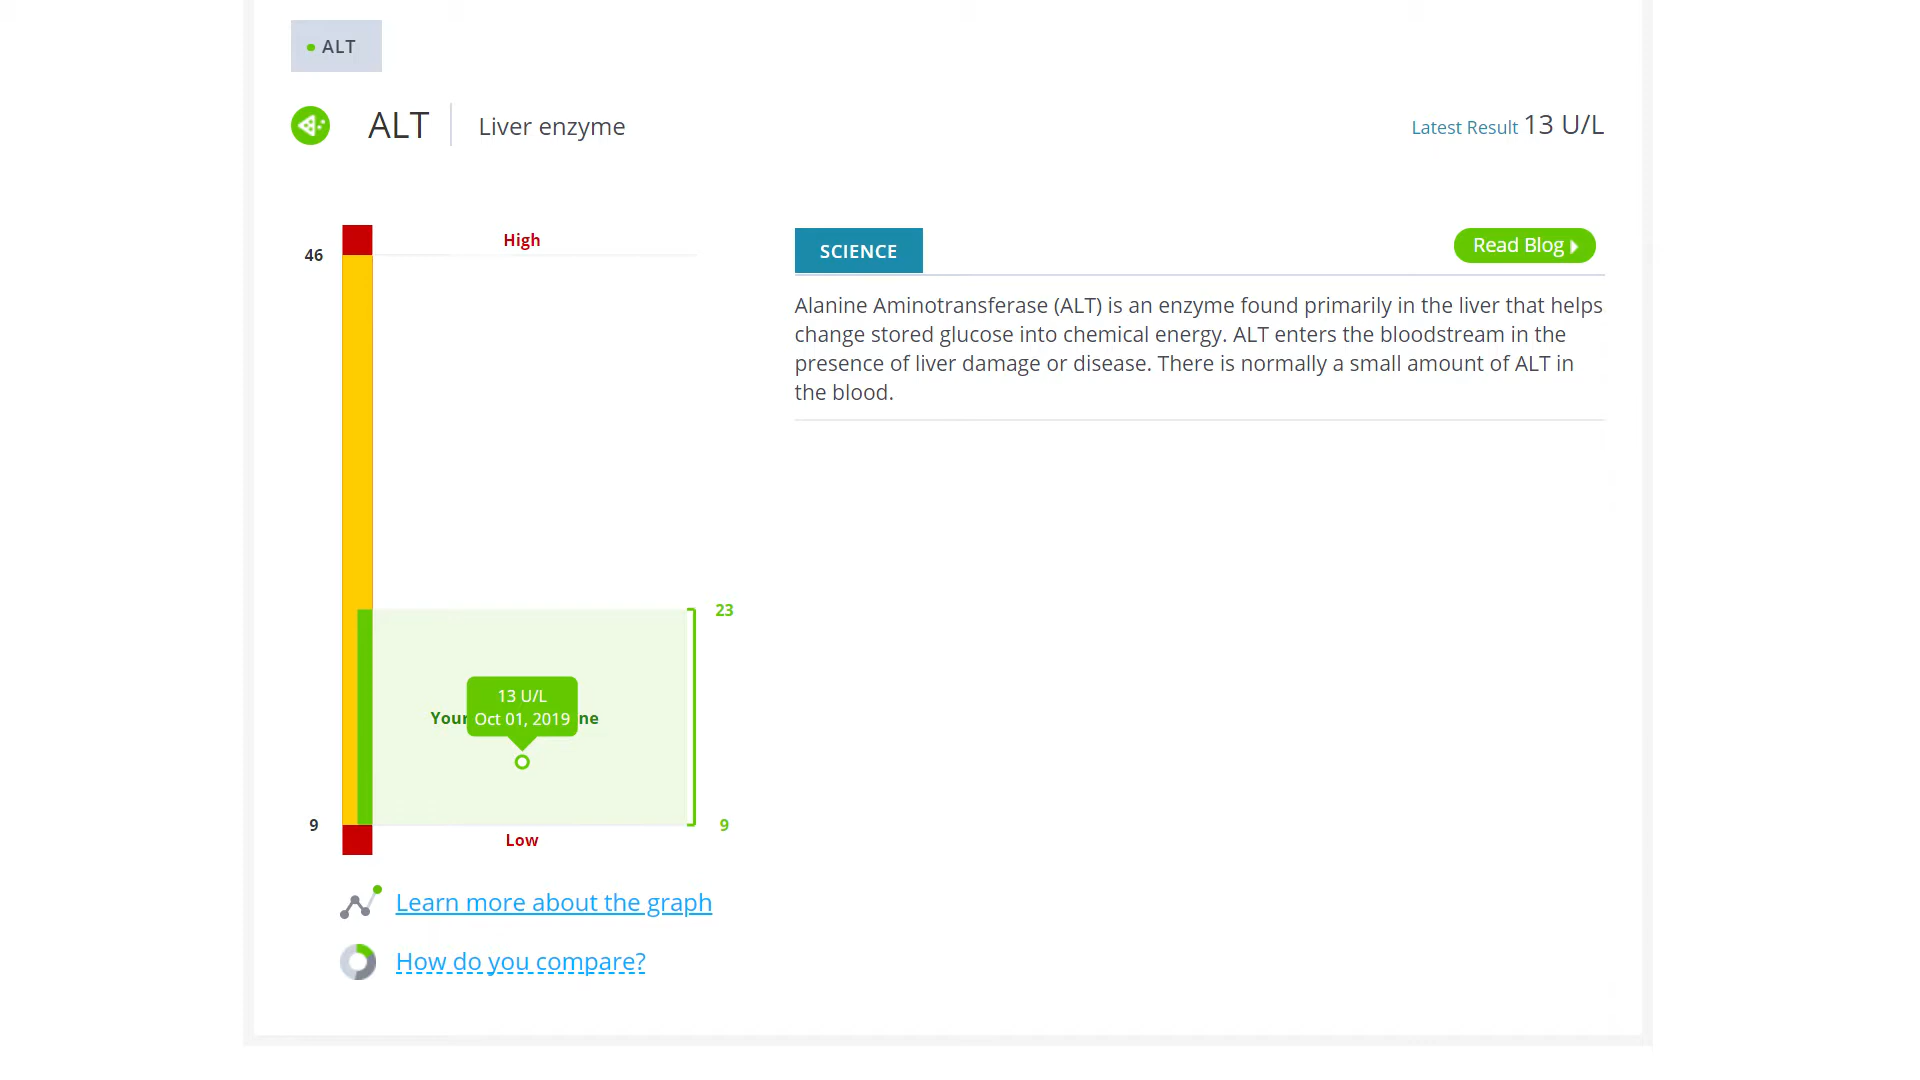 ALT
ALT
Liver enzyme
Latest Result 13 U/L
46
High
SCIENCE
Read Blog
Alanine Aminotransferase (ALT) is an enzyme found primarily in the liver that helps
change stored glucose into chemical energy. ALT enters the bloodstream in the
presence of liver damage or disease. There is normally a small amount of ALT in
the blood.
23
13 U/L
Your
Oct 01, 2019
9
9
Low
Learn more about the graph
How do you compare?